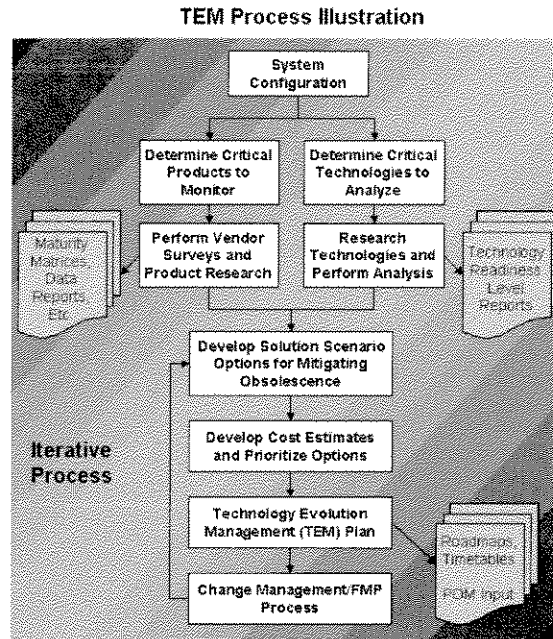 TEM Process Illustration
System
Configuration
Determine Critical
Products to
Monitor
Determine Critical
Technologies to
Analyze
Maturity
Matrices,
Data
Reports,
Etc
Perform Vendor
Surveys and
Product Research
Research
Technologies and
Perform Analysis
Technology
Readiness
Level
Reports
Develop Solution Scenario
Options for Mitigating
Obsolescence
Iterative
Process
Develop Cost Estimates
and Prioritize Options
Technology Evolution
Management (TEM) Plan
Roadmaps,
Timetables
POM Input
Change Management/FMP
Process